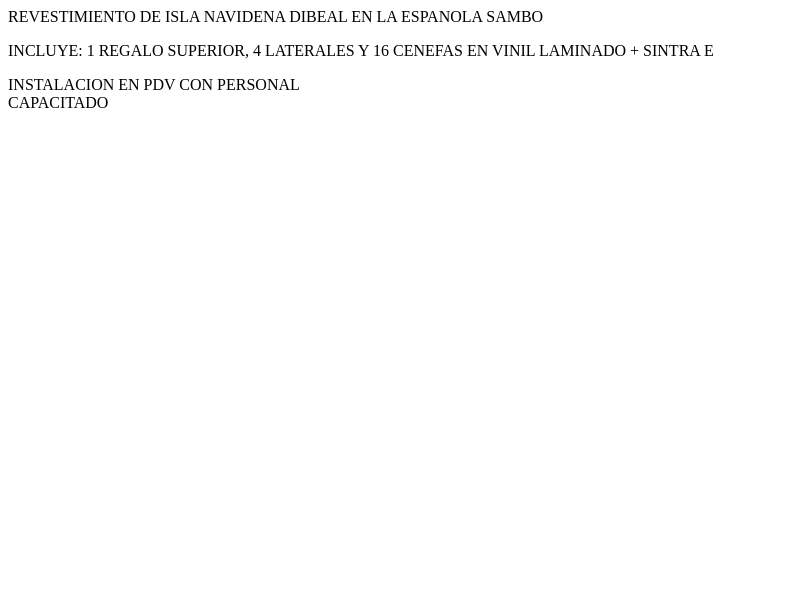 REVESTIMIENTO DE ISLA NAVIDENA DIBEAL EN LA ESPANOLA SAMBO
INCLUYE: 1 REGALO SUPERIOR, 4 LATERALES Y 16 CENEFAS EN VINIL LAMINADO + SINTRA E
INSTALACION EN PDV CON PERSONAL
CAPACITADO